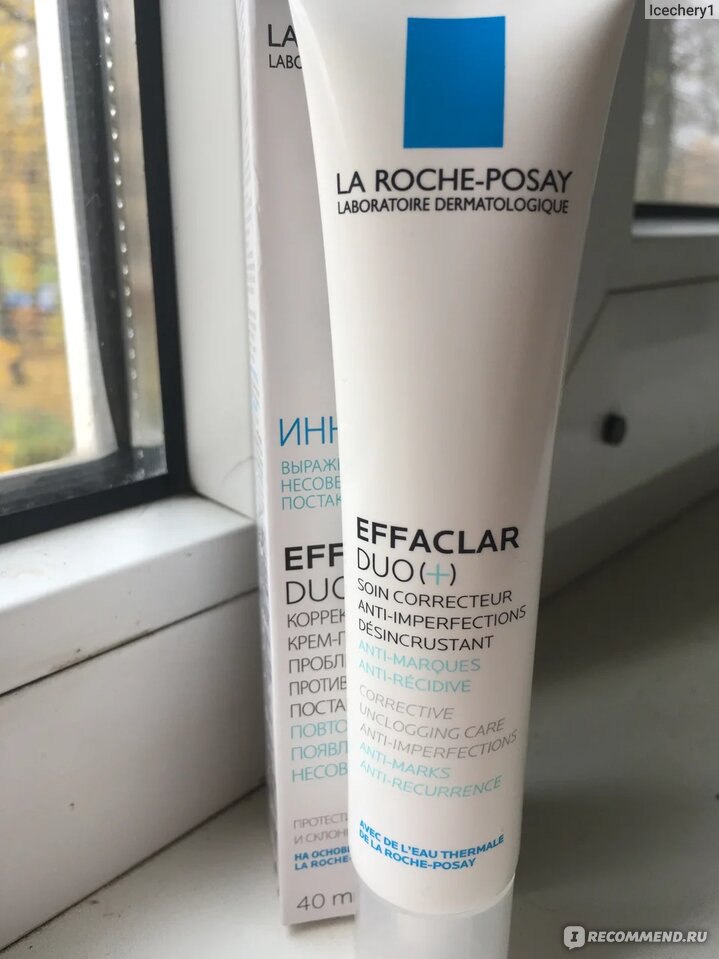 Icechery1
LA
LABO
ИНН
ВЫРАЖ
НЕСОВЕ
ПОСТАК
EFF
DUO
КОРРЕК
КРЕМ-Г
ПРОБЛ
ПРОТИВ
ПОСТА
ПОВТО
ПОЯВЛ
НЕСОВ
ПРОТЕСТИ
И СКЛОН
НА ОСНОВ
LA ROCHE-
40 m
LA ROCHE-POSAY
LABORATOIRE DERMATOLOGIQUE
EFFACLAR
DUO(+)
SOIN CORRECTEUR
ANTI-IMPERFECTIONS
DÉSINCRUSTANT
ANTI-MARQUES
ANTI-RÉCIDIVE
CORRECTIVE
UNCLOGGING CARE
ANTI-IMPERFECTIONS
ANTI-MARKS
ANTI-RECURRENCE
AVEC DE L'EAU THERMALE
DE LA ROCHE-POSAY
IRECOMMEND.RU